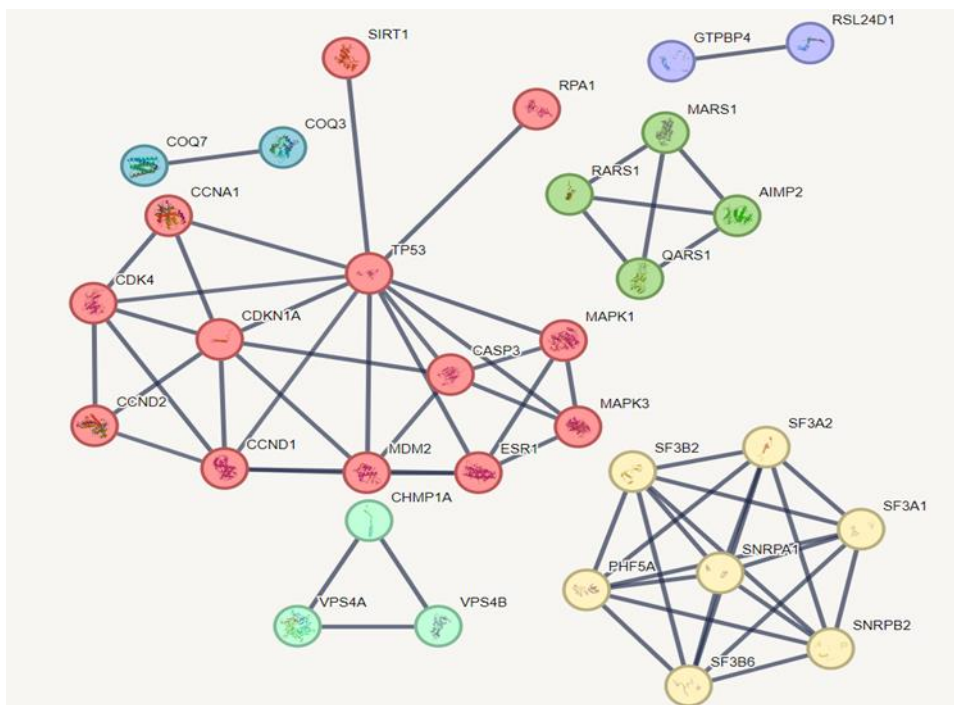 RSL24D1
SIRT1
GTPBP4
RPA1
MARS1
COQ3
COQ7
RARS1
AIMP2
CCNA1
TP53
QARS1
CDK4
CDKN1A
MAPK1
CASP3
CCND2
MAPK3
CCND1
MDM2
ESR1
SF3A2
SF3B2
CHMP1A
SF3A1
SNRPA1
PHF5A
VPS4A
VPS4B
SNRPB2
SF3B6